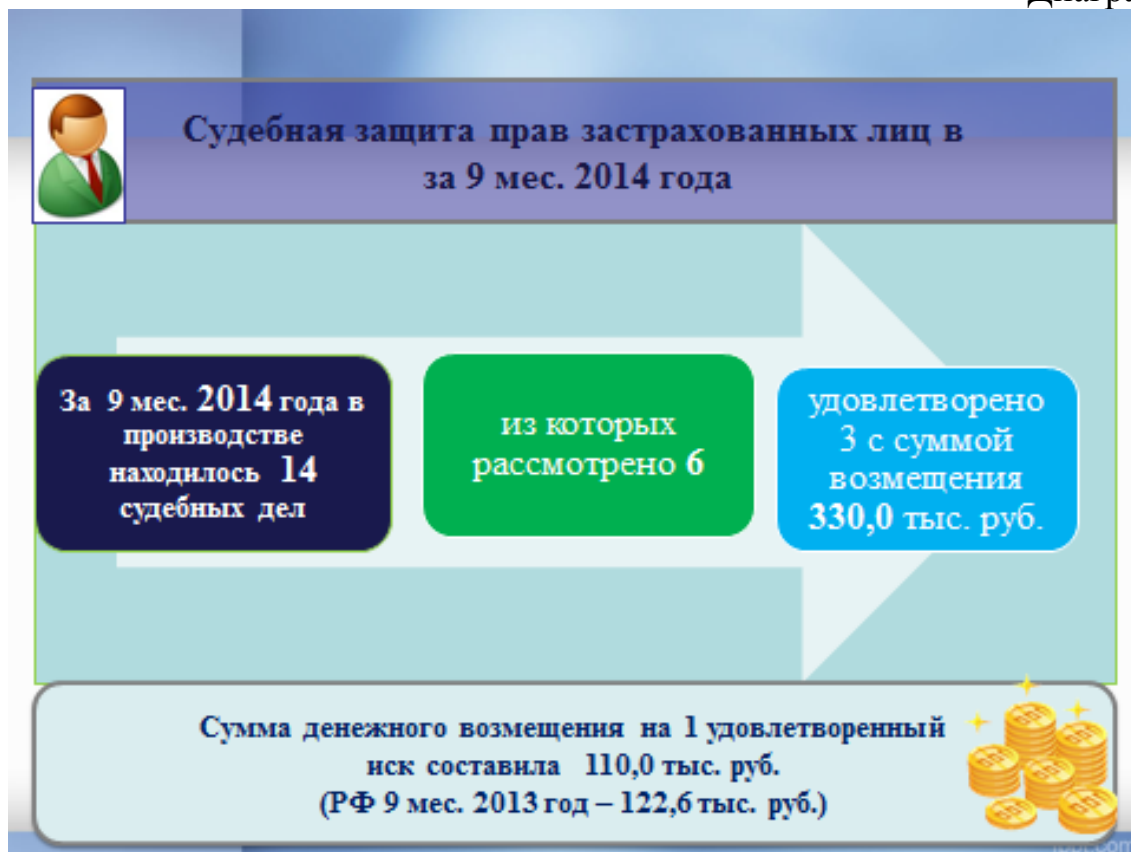 Судебная защита прав застрахованных лиц в
за 9 мес. 2014 года
За 9 мес. 2014 года в
производстве
находилось 14
судебных дел
из которых
рассмотрено 6
удовлетворено
3 с суммой
возмещения
330,0 тыс. руб.
Сумма денежного возмещения на 1 удовлетворенный
иск составила 110,0 тыс. руб.
(РФ 9 мес. 2013 год – 122,6 тыс. руб.)